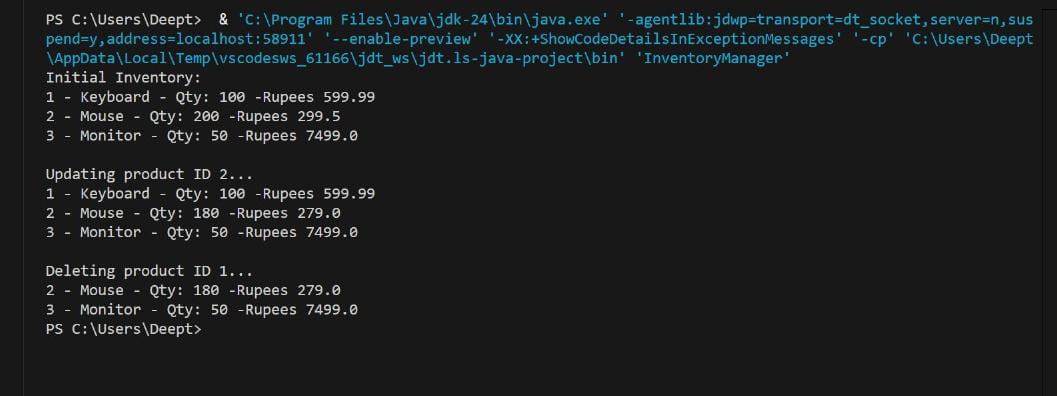 PS C:\Users\Deept>  & 'C:\Program Files\Java\jdk-24\bin\java.exe' '-agentlib:jdwp=transport=dt_socket,server=n,sus
pend=y,address=localhost:58911' '--enable-preview' '-XX:+ShowCodeDetailsInExceptionMessages' '-cp' 'C:\Users\Deept
\AppData\Local\Temp\vscodesws_61166\jdt_ws\jdt.ls-java-project\bin' 'InventoryManager'
Initial Inventory:
1 - Keyboard - Qty: 100 -Rupees 599.99
2 - Mouse - Qty: 200 -Rupees 299.5
3 - Monitor - Qty: 50 -Rupees 7499.0
Updating product ID 2...
1 - Keyboard - Qty: 100 -Rupees 599.99
2 - Mouse - Qty: 180 -Rupees 279.0
3 - Monitor - Qty: 50 -Rupees 7499.0
Deleting product ID 1...
2 - Mouse - Qty: 180 -Rupees 279.0
3 - Monitor - Qty: 50 -Rupees 7499.0
PS C:\Users\Deept>